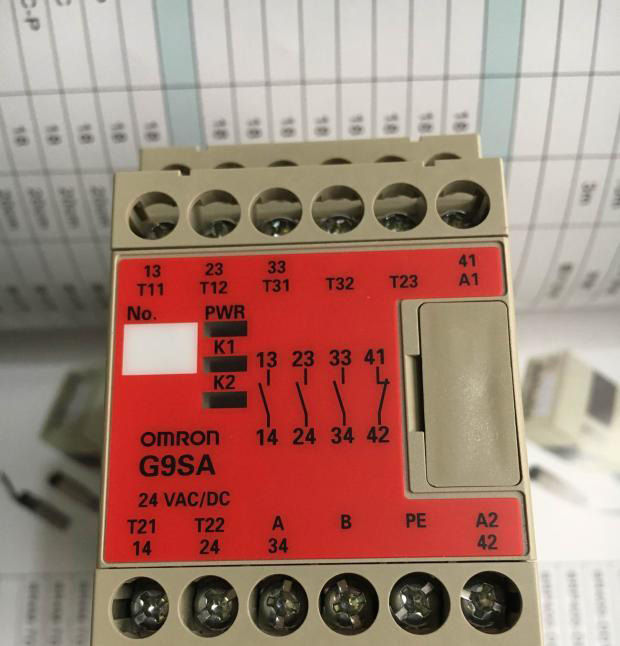 13 23 33 41
T11 T12 T31 T32 T23 A1
No. PWR
K1
K2
13 23 33 41
14 24 34 42
OMRON
G9SA
24 VAC/DC
T21 T22 A B PE A2
14 24 34 42